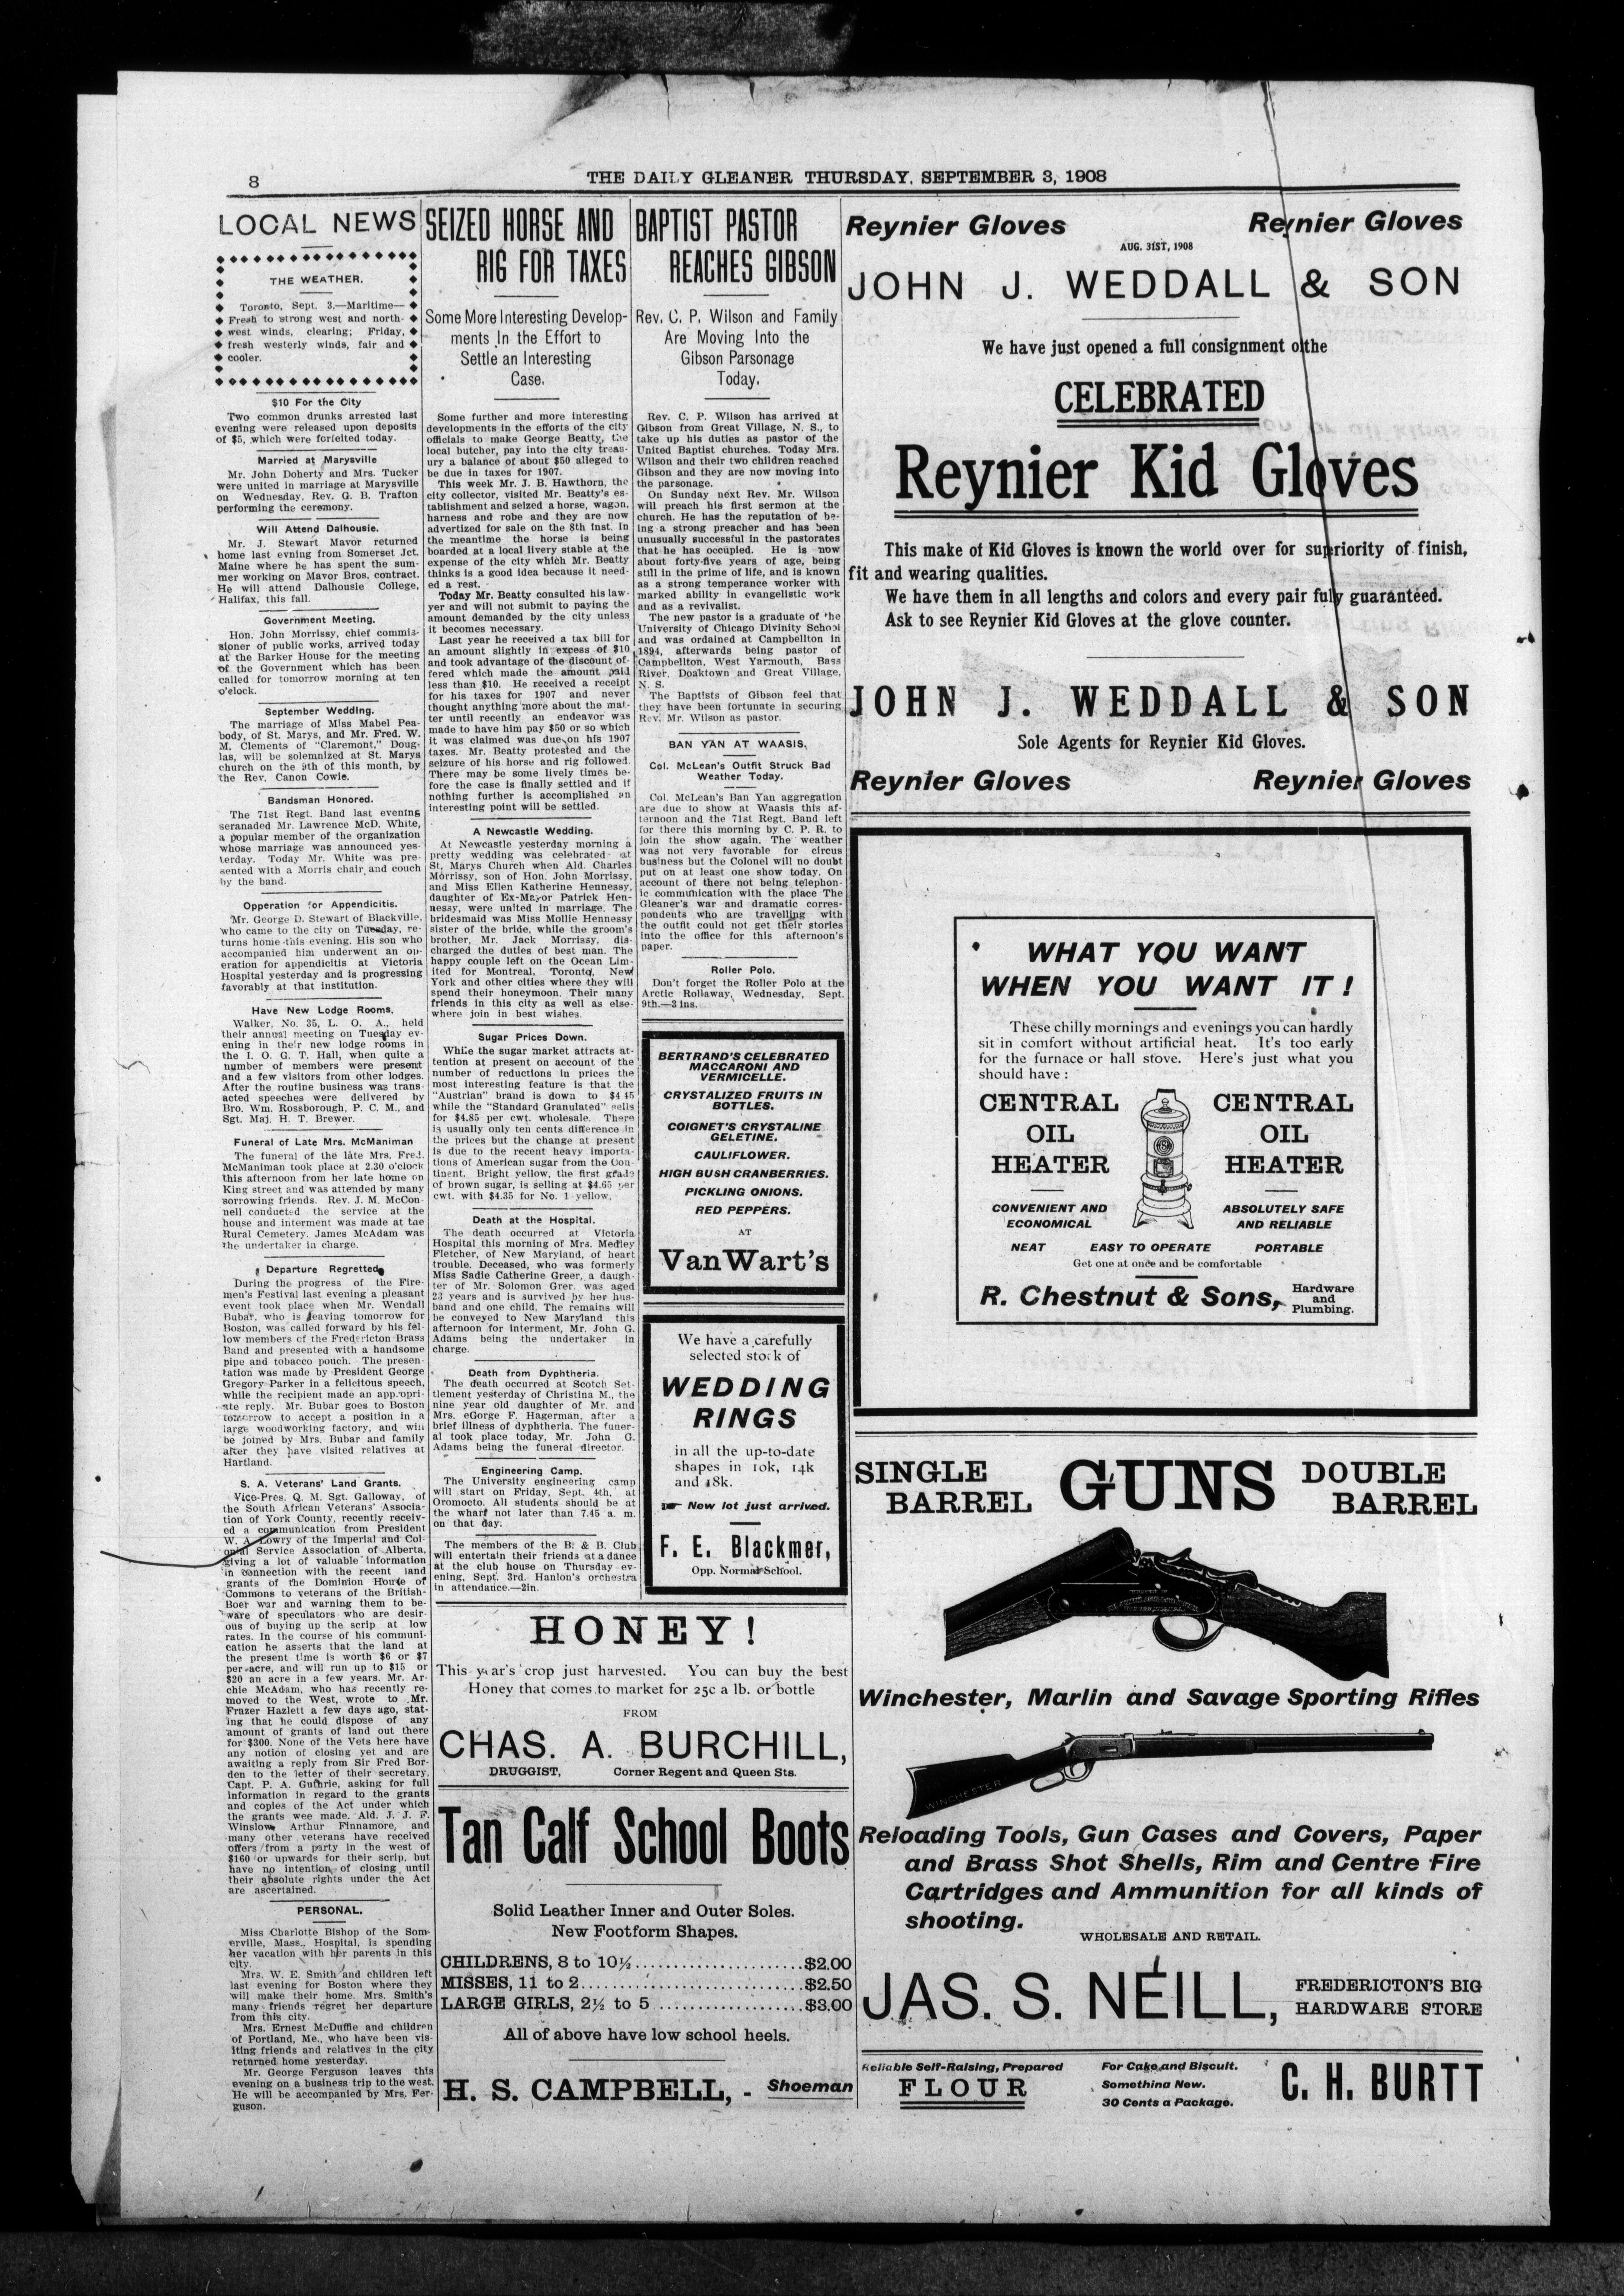 8
THE DAILY GLEANER THURSDAY, SEPTEMBER 3, 1908
LOCAL NEWS
THE WEATHER.
Toronto, Sept. 3.—Maritime—
Fresh to strong west and north-
west winds, clearing; Friday,
fresh westerly winds, fair and
cooler.
$10 For the City
Two common drunks arrested last
evening were released upon deposits
of $5, which were forfeited today.
Married at Marysville
Mr. John Doherty and Mrs. Tucker
were united in marriage at Marysville
on Wednesday, Rev. G. B. Trafton
performing the ceremony.
Will Attend Dalhousie.
Mr. J. Stewart Mavor returned
home last evning from Somerset Jct.
Maine where he has spent the sum-
mer working on Mavor Bros. contract.
He will attend Dalhousie College,
Halifax, this fall.
Government Meeting.
Hon. John Morrissy, chief commis-
sioner of public works, arrived today
at the Barker House for the meeting
of the Government which has been
called for tomorrow morning at ten
o'clock.
September Wedding.
The marriage of Miss Mabel Pea-
body, of St. Marys, and Mr. Fred. W.
M. Clements of "Claremont," Doug-
las, will be solemnized at St. Marys
church on the 9th of this month, by
the Rev. Canon Cowie.
Bandsman Honored.
The 71st Regt. Band last evening
seranaded Mr. Lawrence McD. White,
a popular member of the organization
whose marriage was announced yes-
terday. Today Mr. White was pre-
sented with a Morris chair and couch
by the band.
Opperation for Appendicitis.
Mr. George D. Stewart of Blackville,
who came to the city on Tuesday, re-
turns home this evening. His son who
accompanied him underwent an op-
eration for appendicitis at Victoria
Hospital yesterday and is progressing
favorably at that institution.
Have New Lodge Rooms.
Walker, No. 35, L. O. A., held
their annual meeting on Tuesday ev-
ening in their new lodge rooms in
the I. O. G. T. Hall, when quite a
number of members were present
and a few visitors from other lodges.
After the routine business was trans-
acted speeches were delivered by
Bro. Wm. Rossborough, P. C. M., and
Sgt. Maj. H. T. Brewer.
Funeral of Late Mrs. McManiman
The funeral of the late Mrs. Fred.
McManiman took place at 2.30 o'clock
this afternoon from her late home on
King street and was attended by many
sorrowing friends. Rev. J. M. McCon-
nell conducted the service at the
house and interment was made at the
Rural Cemetery. James McAdam was
the undertaker in charge.
Departure Regretted
During the progress of the Fire-
men's Festival last evening a pleasant
event took place when Mr. Wendall
Bubar, who is leaving tomorrow for
Boston, was called forward by his fel-
low members of the Fredericton Brass
Band and presented with a handsome
pipe and tobacco pouch. The presen-
tation was made by President George
Gregory Parker in a felicitous speech,
while the recipient made an appropri-
ate reply. Mr. Bubar goes to Boston
tomorrow to accept a position in a
large woodworking factory, and will
be joined by Mrs. Bubar and family
after they have visited relatives at
Hartland.
S. A. Veterans' Land Grants.
Vice-Pres. Q. M. Sgt. Galloway, of
the South African Veterans' Associa-
tion of York County, recently receiv-
ed a communication from President
W. A. Lowry of the Imperial and Col-
onial Service Association of Alberta,
giving a lot of valuable information
in connection with the recent land
grants of the Dominion House of
Commons to veterans of the British-
Boer war and warning them to be-
ware of speculators who are desir-
ous of buying up the scrip at low
rates. In the course of his communi-
cation he asserts that the land at
the present time is worth $6 or $7
per acre, and will run up to $15 or
$20 an acre in a few years. Mr. Ar-
chie McAdam, who has recently re-
moved to the West, wrote to Mr.
Frazer Hazlett a few days ago, stat-
ing that he could dispose of any
amount of grants of land out there
for $300. None of the Vets here have
any notion of closing yet and are
awaiting a reply from Sir Fred Bor-
den to the letter of their secretary,
Capt. P. A. Guthrie, asking for full
information in regard to the grants
and copies of the Act under which
the grants wee made. Ald. J. J. F.
Winslow, Arthur Finnamore, and
many other veterans have received
offers from a party in the west of
$160 or upwards for their scrip, but
have no intention of closing until
their absolute rights under the Act
are ascertained.
PERSONAL.
Miss Charlotte Bishop of the Som-
erville, Mass., Hospital, is spending
her vacation with her parents in this
city.
Mrs. W. E. Smith and children left
last evening for Boston where they
will make their home. Mrs. Smith's
many friends regret her departure
from this city.
Mrs. Ernest McDuffie and children
of Portland, Me., who have been vis-
iting friends and relatives in the city
returned home yesterday.
Mr. George Ferguson leaves this
evening on a business trip to the west.
He will be accompanied by Mrs. Fer-
guson.
SEIZED HORSE AND
RIG FOR TAXES
Some More Interesting Develop-
ments In the Effort to
Settle an Interesting
Case.
Some further and more interesting
developments in the efforts of the city
officials to make George Beatty, the
local butcher, pay into the city treas-
ury a balance of about $50 alleged to
be due in taxes for 1907.
This week Mr. J. B. Hawthorn, the
city collector, visited Mr. Beatty's es-
tablishment and seized a horse, wagon,
harness and robe and they are now
advertized for sale on the 8th inst. In
the meantime the horse is being
boarded at a local livery stable at the
expense of the city which Mr. Beatty
thinks is a good idea because it need-
ed a rest.
Today Mr. Beatty consulted his law-
yer and will not submit to paying the
amount demanded by the city unless
it becomes necessary.
Last year he received a tax bill for
an amount slightly in excess of $10
and took advantage of the discount of-
fered which made the amount paid
less than $10. He received a receipt
for his taxes for 1907 and never
thought anything more about the mat-
ter until recently an endeavor was
made to have him pay $50 or so which
it was claimed was due on his 1907
taxes. Mr. Beatty protested and the
seizure of his horse and rig followed.
There may be some lively times be-
fore the case is finally settled and if
nothing further is accomplished an
interesting point will be settled.
A Newcastle Wedding.
At Newcastle yesterday morning a
pretty wedding was celebrated at
St. Marys Church when Ald. Charles
Morrissy, son of Hon. John Morrissy,
and Miss Ellen Katherine Hennessy,
daughter of Ex-Mayor Patrick Hen-
nessy, were united in marriage. The
bridesmaid was Miss Mollie Hennessy
sister of the bride, while the groom's
brother, Mr. Jack Morrissy, dis-
charged the duties of best man. The
happy couple left on the Ocean Lim-
ited for Montreal, Toronto, New
York and other cities where they will
spend their honeymoon. Their many
friends in this city as well as else-
where join in best wishes.
Sugar Prices Down.
While the sugar market attracts at-
tention at present on account of the
number of reductions in prices the
most interesting feature is that the
"Austrian" brand is down to $4 45
while the "Standard Granulated" sells
for $4.85 per cwt. wholesale. There
is usually only ten cents difference in
the prices but the change at present
is due to the recent heavy importa-
tions of American sugar from the Con-
tinent. Bright yellow, the first grade
of brown sugar, is selling at $4.65 per
cwt. with $4.35 for No. 1 yellow.
Death at the Hospital.
The death occurred at Victoria
Hospital this morning of Mrs. Medley
Fletcher, of New Maryland, of heart
trouble. Deceased, who was formerly
Miss Sadie Catherine Greer, a daugh-
ter of Mr. Solomon Grer, was aged
23 years and is survived by her hus-
band and one child. The remains will
be conveyed to New Maryland this
afternoon for interment, Mr. John G.
Adams being the undertaker in
charge.
Death from Dyphtheria.
The death occurred at Scotch Set-
tlement yesterday of Christina M., the
nine year old daughter of Mr. and
Mrs. eGorge F. Hagerman, after a
brief illness of dyphtheria. The funer-
al took place today, Mr. John G.
Adams being the funeral director.
Engineering Camp.
The University engineering camp
will start on Friday, Sept. 4th, at
Oromocto. All students should be at
the wharf not later than 7.45 a. m.
on that day.
The members of the B. & B. Club
will entertain their friends at a dance
at the club house on Thursday ev-
ening, Sept. 3rd. Hanlon's orchestra
in attendance.—2in.
BAPTIST PASTOR
REACHES GIBSON
Rev. C. P. Wilson and Family
Are Moving Into the
Gibson Parsonage
Today.
Rev. C. P. Wilson has arrived at
Gibson from Great Village, N. S., to
take up his duties as pastor of the
United Baptist churches. Today Mrs.
Wilson and their two children reached
Gibson and they are now moving into
the parsonage.
On Sunday next Rev. Mr. Wilson
will preach his first sermon at the
church. He has the reputation of be-
ing a strong preacher and has been
unusually successful in the pastorates
that he has occupied. He is now
about forty-five years of age, being
still in the prime of life, and is known
as a strong temperance worker with
marked ability in evangelistic work
and as a revivalist.
The new pastor is a graduate of the
University of Chicago Divinity School
and was ordained at Campbellton in
1894, afterwards being pastor of
Campbellton, West Yarmouth, Bass
River, Doaktown and Great Village,
N. S.
The Baptists of Gibson feel that
they have been fortunate in securing
Rev. Mr. Wilson as pastor.
BAN YAN AT WAASIS.
Col. McLean's Outfit Struck Bad
Weather Today.
Col. McLean's Ban Yan aggregation
are due to show at Waasis this af-
ternoon and the 71st Regt. Band left
for there this morning by C. P. R. to
join the show again. The weather
was not very favorable for circus
business but the Colonel will no doubt
put on at least one show today. On
account of there not being telephon-
ic communication with the place The
Gleaner's war and dramatic corres-
pondents who are travelling with
the outfit could not get their stories
into the office for this afternoon's
paper.
Roller Polo.
Don't forget the Roller Polo at the
Arctic Rollaway, Wednesday, Sept.
9th.—3 ins.
BERTRAND'S CELEBRATED
MACCARONI AND
VERMICELLE.
CRYSTALIZED FRUITS IN
BOTTLES.
COIGNET'S CRYSTALINE
GELETINE.
CAULIFLOWER.
HIGH BUSH CRANBERRIES.
PICKLING ONIONS.
RED PEPPERS.
AT
VanWart's
We have a carefully
selected stock of
WEDDING
RINGS
in all the up-to-date
shapes in 10k, 14k
and 18k.
☞ New lot just arrived.
F. E. Blackmer,
Opp. Normal School.
HONEY!
This year's crop just harvested. You can buy the best
Honey that comes to market for 25c a lb. or bottle
FROM
CHAS. A. BURCHILL,
DRUGGIST, Corner Regent and Queen Sts.
Tan Calf School Boots
Solid Leather Inner and Outer Soles.
New Footform Shapes.
CHILDRENS, 8 to 10½......................$2.00
MISSES, 11 to 2............................$2.50
LARGE GIRLS, 2½ to 5 ...................$3.00
All of above have low school heels.
H. S. CAMPBELL, - Shoeman
Reynier Gloves Reynier Gloves
AUG. 31ST, 1908
JOHN J. WEDDALL & SON
We have just opened a full consignment of the
CELEBRATED
Reynier Kid Gloves
This make of Kid Gloves is known the world over for supriority of finish,
fit and wearing qualities.
We have them in all lengths and colors and every pair fully guaranteed.
Ask to see Reynier Kid Gloves at the glove counter.
JOHN J. WEDDALL & SON
Sole Agents for Reynier Kid Gloves.
Reynier Gloves Reynier Gloves
WHAT YOU WANT
WHEN YOU WANT IT!
These chilly mornings and evenings you can hardly
sit in comfort without artificial heat. It's too early
for the furnace or hall stove. Here's just what you
should have:
CENTRAL CENTRAL
OIL OIL
HEATER HEATER
CONVENIENT AND ABSOLUTELY SAFE
ECONOMICAL AND RELIABLE
NEAT EASY TO OPERATE PORTABLE
Get one at once and be comfortable
R. Chestnut & Sons, Hardware
and
Plumbing.
SINGLE
BARREL
GUNS
DOUBLE
BARREL
Winchester, Marlin and Savage Sporting Rifles
WINCHESTER
Reloading Tools, Gun Cases and Covers, Paper
and Brass Shot Shells, Rim and Centre Fire
Cartridges and Ammunition for all kinds of
shooting.
WHOLESALE AND RETAIL.
JAS. S. NEILL,
FREDERICTON'S BIG
HARDWARE STORE
Reliable Self-Raising, Prepared
FLOUR
For Cake and Biscuit.
Something New.
30 Cents a Package.
C. H. BURTT